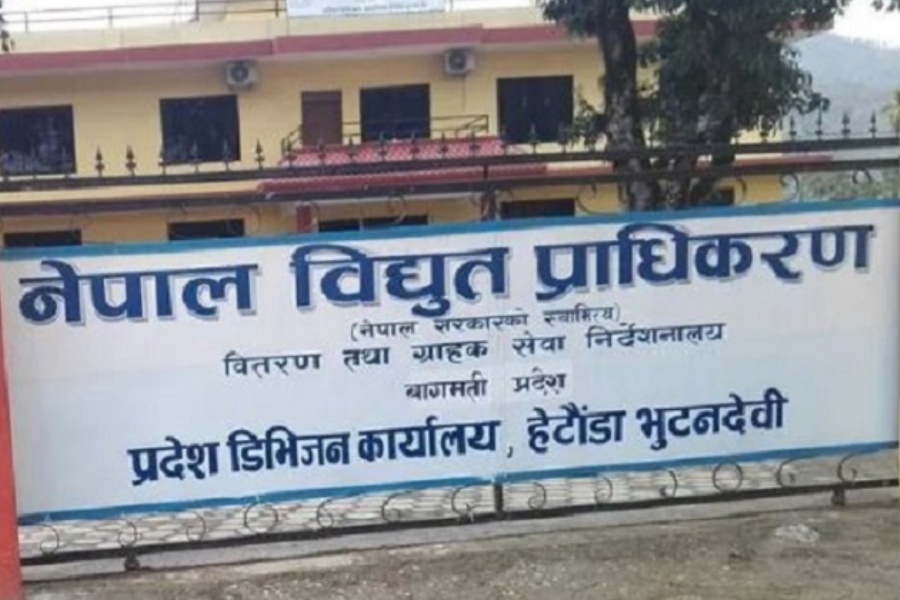 नेपाल विद्युत प्राधिकरण
(नेपाल सरकारको स्वामित्व)
वितरण तथा ग्राहक सेवा निर्देशनालय
बागमती प्रदेश
प्रदेश डिभिजन कार्यालय, हेटौंडा भुटनदेवी